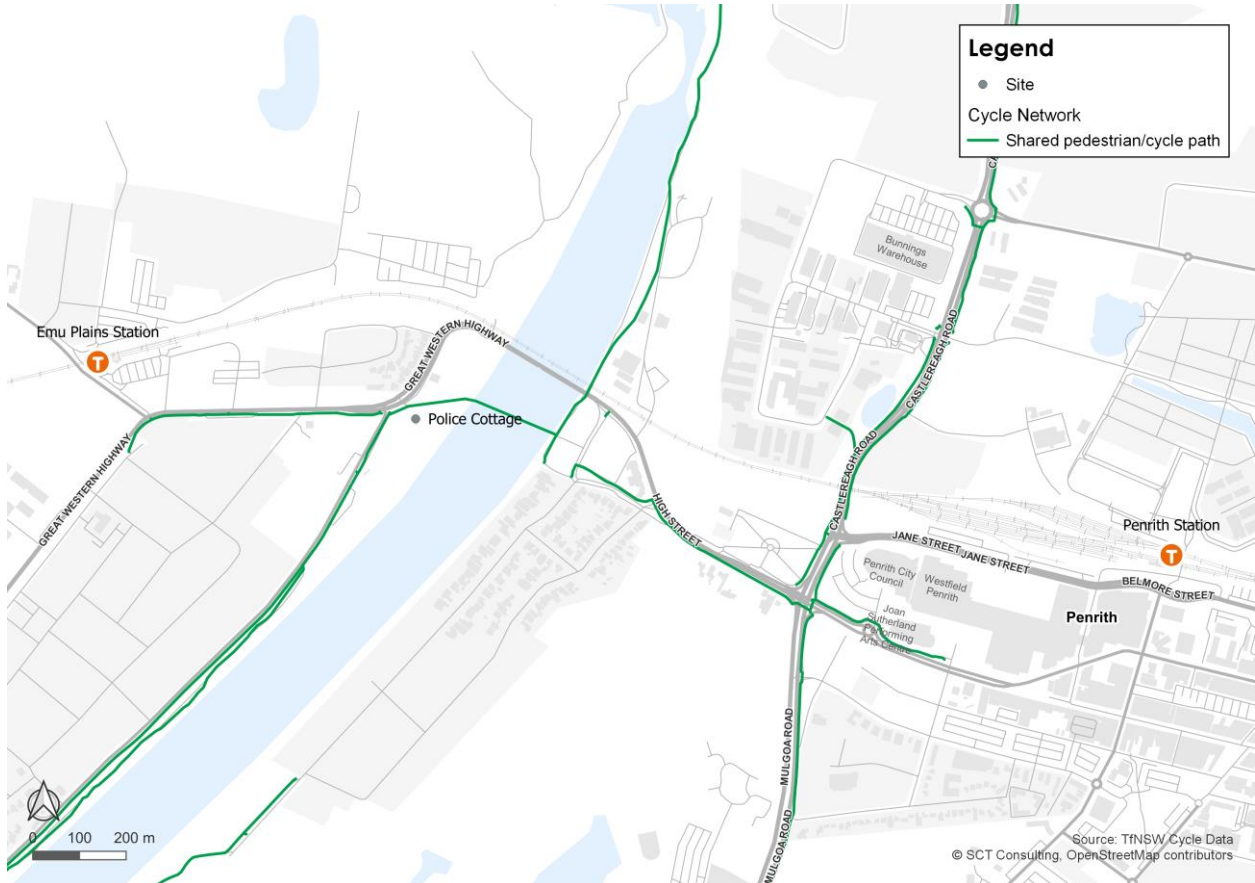 Legend
Site
Cycle Network
Shared pedestrian/cycle path
CA
Bunnings
Warehouse
Emu Plains Station
T
GREAT WESTERN HIGHWAY
GREAT WESTERN HIGHWAY
CASTLEREAGH ROAD
CASTLEREAGH ROAD
Police Cottage
GREAT WESTERN HIGHWAY
CASTLEREAGH ROAD
HIGH STREET
Penrith Station
T
JANE STREET
JANE STREET
BELMORE STREET
Penrith City
Council
Westfield
Penrith
Penrith
Joan
Sutherland
Performing
Arts Centre
MULGOA ROAD
MULGOA ROAD
0 100 200 m
Source: TfNSW Cycle Data
© SCT Consulting, OpenStreetMap contributors